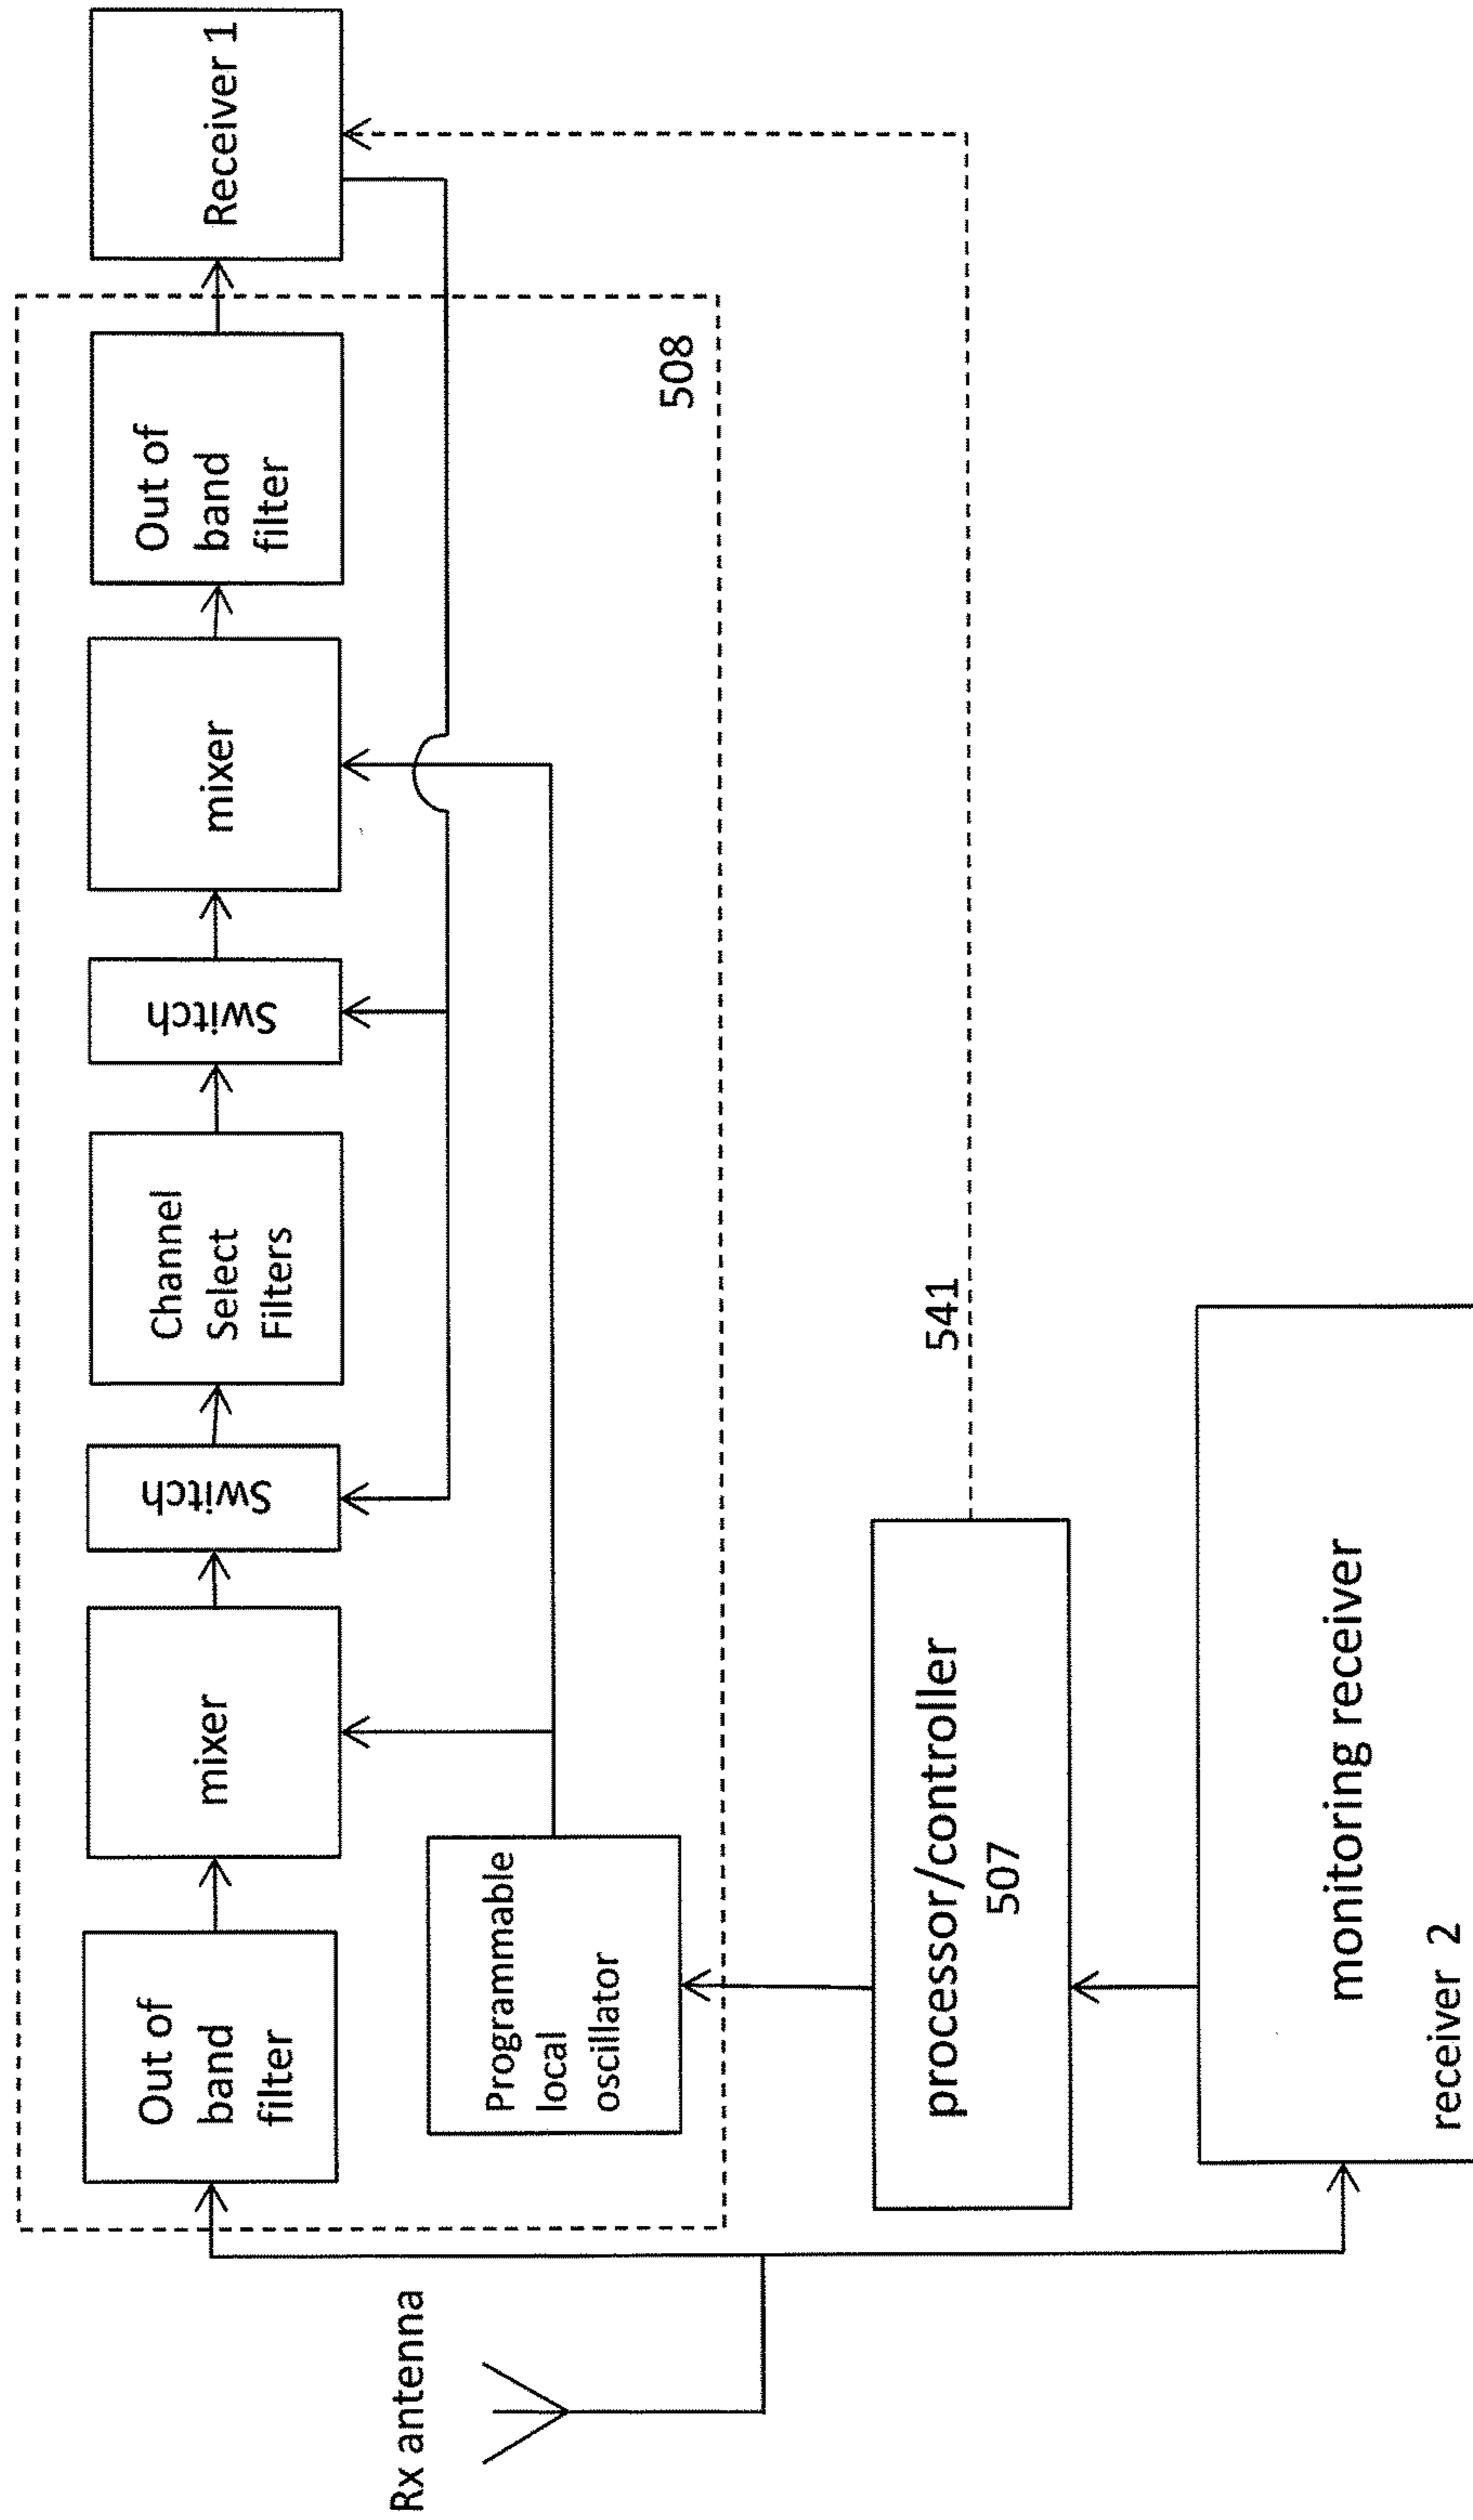 Rx antenna
Out of
band
filter
mixer
Switch
Channel
Select
Filters
Switch
mixer
Out of
band
filter
Receiver 1
Programmable
local
oscillator
508
processor/controller
507
541
monitoring receiver
receiver 2